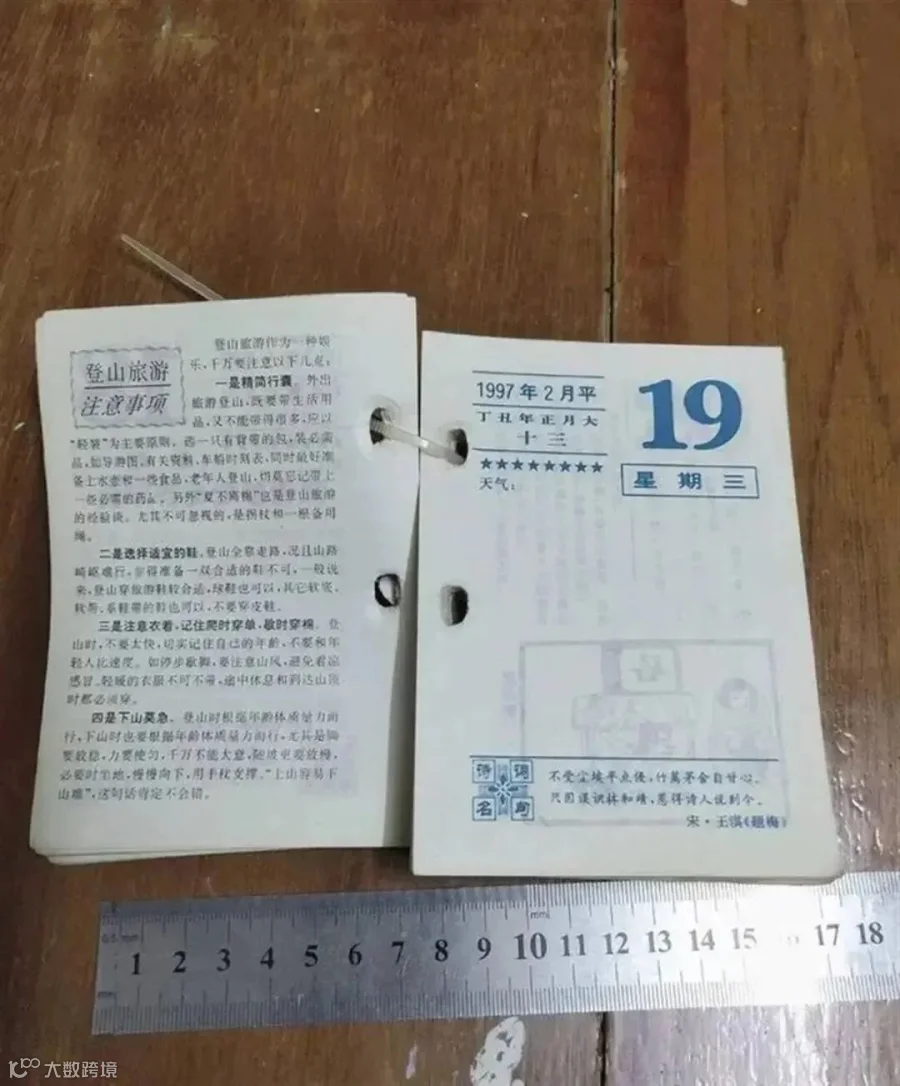 登山旅游
注意事项
登山旅游作为一种娱
乐，千万要注意以下几点：
一是精简行囊。外出
旅游登山，既要带生活用
品，又不能带得很多，应以
“轻装”为主要原则。选一只有背带的包，装必需
品，如导游图、有关资料、车船时刻表，同时最好准
备上水壶和一些食品，老年人登山，切莫忘记带上
一些必需的药品。另外“夏不离棉”也是登山旅游
的经验谈。尤其不可忽视的，是拐杖和一根备用
绳。
二是选择适宜的鞋。登山全靠走路，况且山路
崎岖难行，非得准备一双合适的鞋不可，一般说
来，登山穿旅游鞋较合适，球鞋也可以，其它软底、
软帮、系鞋带的鞋也可以，不要穿皮鞋。
三是注意衣着，记住爬时穿单、歇时穿棉。登
山时，不要太快，切实记住自己的年龄，不要和年
轻人比速度。如停步歇脚，要注意山风，避免着凉
感冒。轻暖的衣服不可不带，途中休息和到达山顶
时都必须穿。
四是下山莫急。登山时根据年龄体质量力而
行，下山时也要根据年龄体质量力而行，尤其是脚
要放稳，力要使匀，千万不能大意，陡坡更要放慢，
必要时坐地，慢慢向下，用手杖支撑。“上山容易下
山难”，这句话肯定不会错。
1997年2月平
丁丑年正月大
十三
★★★★★★★★
天气：
19
星期三
诗词
名句
不受尘埃半点侵，竹篱茅舍自甘心。
只因误识林和靖，惹得诗人说到今。
宋·王淇《题梅》
0.5mm
mm
1 2 3 4 5 6 7 8 9 10 11 12 13 14 15 17 18
大数跨境